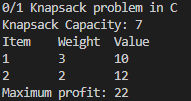 0/1 Knapsack problem in C
Knapsack Capacity: 7
Item    Weight  Value
1       3       10
2       2       12
Maximum profit: 22